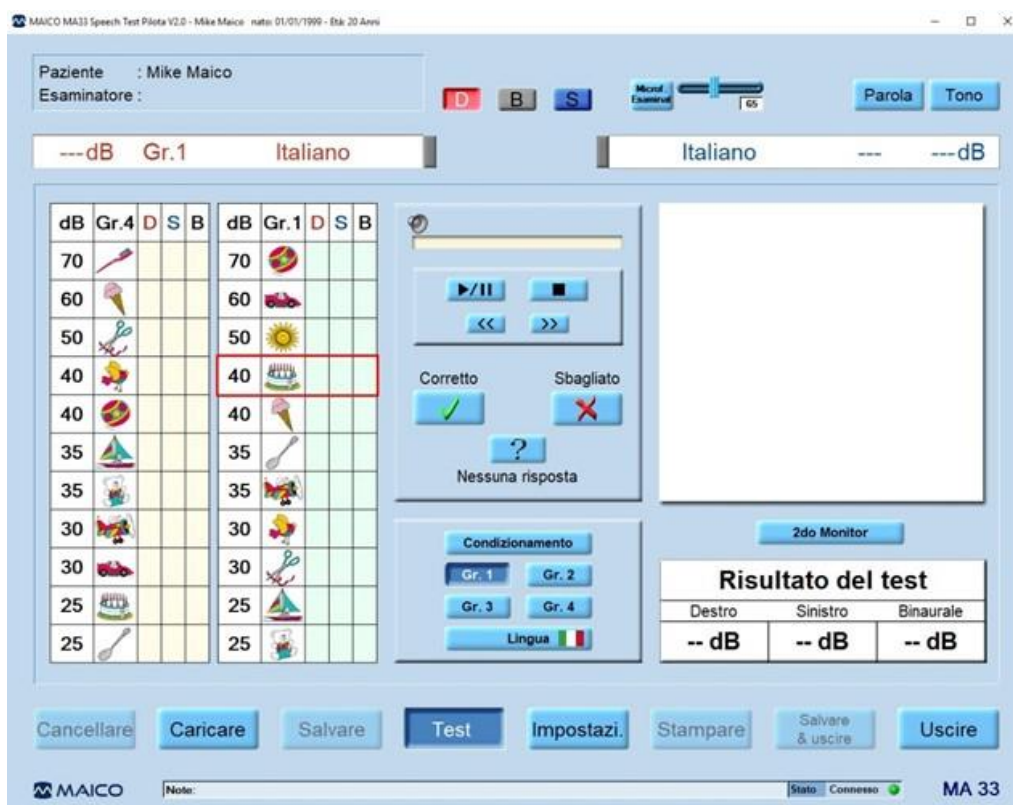 MAICO MA33 Speech Test Pilota V2.0 - Mike Maico nato: 01/01/1999 - Età: 20 Anni
Paziente : Mike Maico
Esaminatore :
D B S
Microf. Esaminat
65
Parola Tono
---dB Gr.1 Italiano
Italiano --- ---dB
dB Gr.4 D S B dB Gr.1 D S B
70 70
60 60
50 50
40 40
40 40
35 35
35 35
30 30
30 30
25 25
25 25
Corretto Sbagliato
?
Nessuna risposta
Condizionamento
Gr. 1 Gr. 2
Gr. 3 Gr. 4
Lingua
2do Monitor
Risultato del test
Destro Sinistro Binaurale
-- dB -- dB -- dB
Cancellare Caricare Salvare Test Impostazi. Stampare Salvare & uscire Uscire
MAICO Note: Stato Connesso MA 33